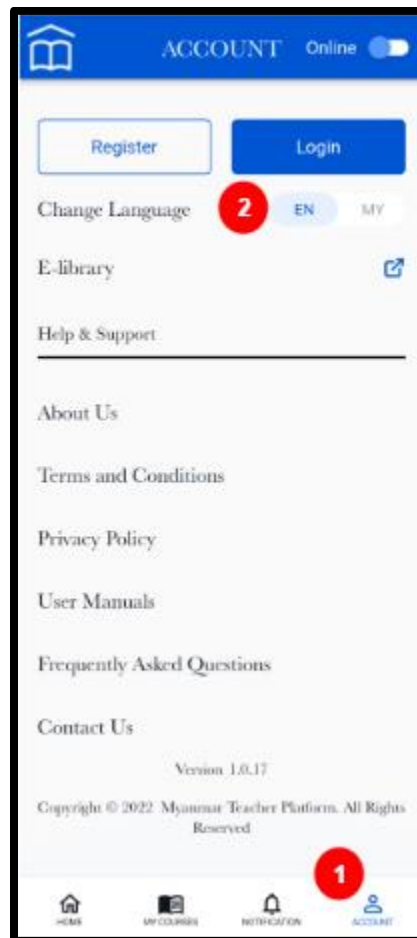 ACCOUNT Online
Register Login
Change Language 2 EN MY
E-library
Help & Support
About Us
Terms and Conditions
Privacy Policy
User Manuals
Frequently Asked Questions
Contact Us
Version 1.0.17
Copyright © 2022 Myanmar Teacher Platform. All Rights
Reserved
1
HOME MY COURSES NOTIFICATION ACCOUNT